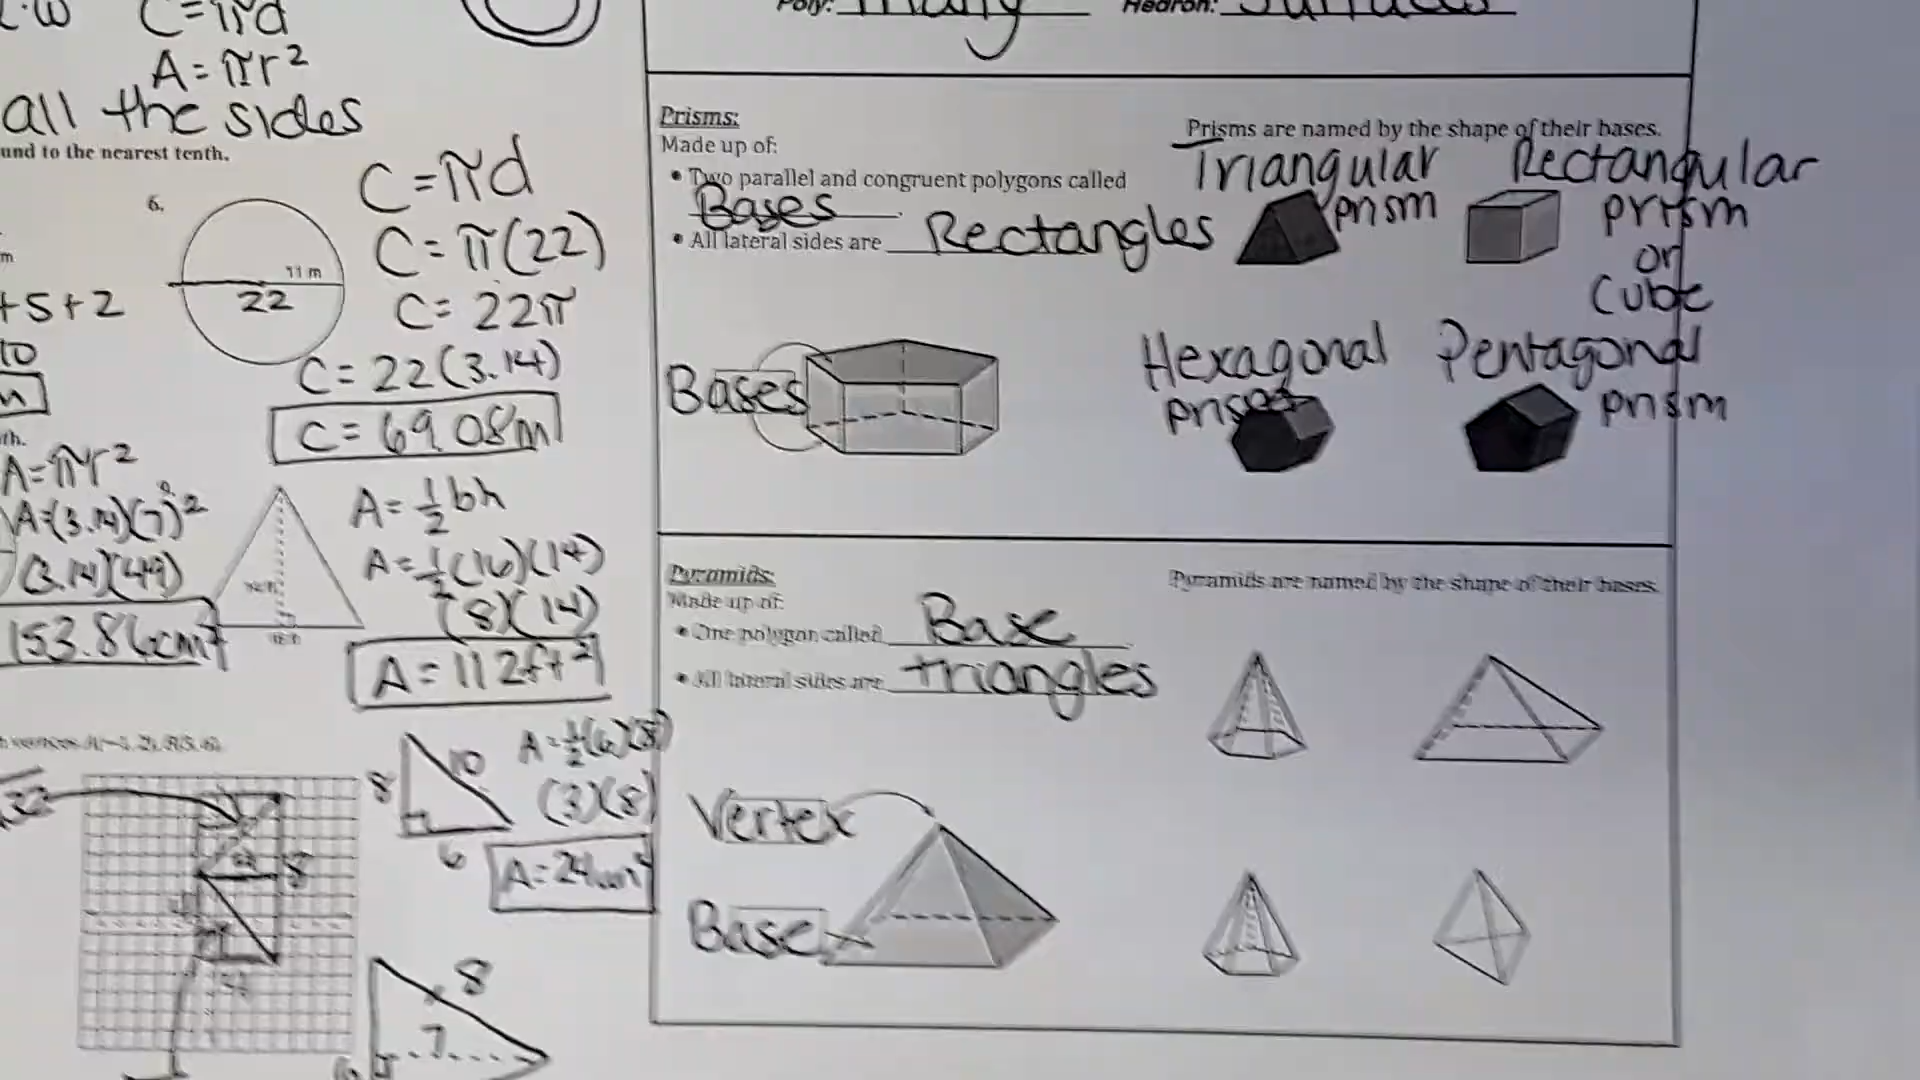 C=πd
A=πr²
all the sides
und to the nearest tenth.
6.
11 m
22
C=πd
C=π(22)
C=22π
C=22(3.14)
C=69.08m
+5+2
10
th.
A=πr²
A=(3.14)(7)²
(3.14)(49)
153.86cm²
A=½bh
A=½(16)(14)
(8)(14)
A=112ft²
8
10
6
A=½(6)(8)
(3)(8)
A=24cm²
8
7
Poly: Many
Hedron: Surfaces
Prisms:
Made up of:
• Two parallel and congruent polygons called
Bases.
• All lateral sides are Rectangles
Bases
Prisms are named by the shape of their bases.
Triangular
prism
Rectangular
prism
or
Cube
Hexagonal
prism
Pentagonal
prism
Pyramids:
Made up of:
• One polygon called Base.
• All lateral sides are triangles
Vertex
Base
Pyramids are named by the shape of their bases.